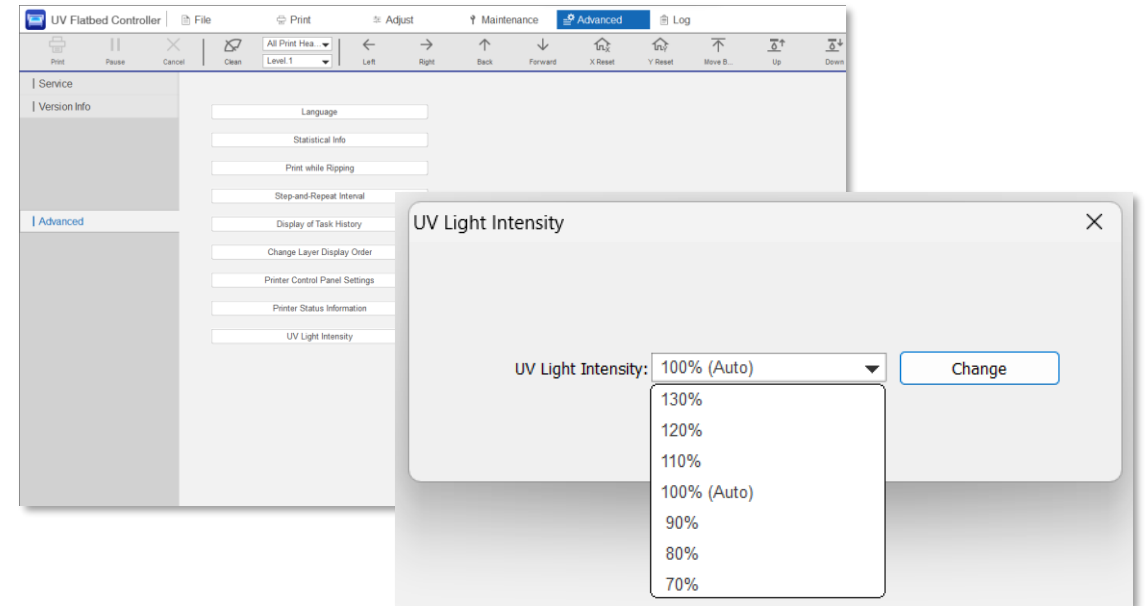 UV Flatbed Controller
File
Print
Adjust
Maintenance
Advanced
Log
Print
Pause
Cancel
Clean
All Print Hea...
Level.1
Left
Right
Back
Forward
X Reset
Y Reset
Move B...
Up
Down
Service
Version Info
Advanced
Language
Statistical Info
Print while Ripping
Step-and-Repeat Interval
Display of Task History
Change Layer Display Order
Printer Control Panel Settings
Printer Status Information
UV Light Intensity
UV Light Intensity
UV Light Intensity: 100% (Auto) Change
130%
120%
110%
100% (Auto)
90%
80%
70%